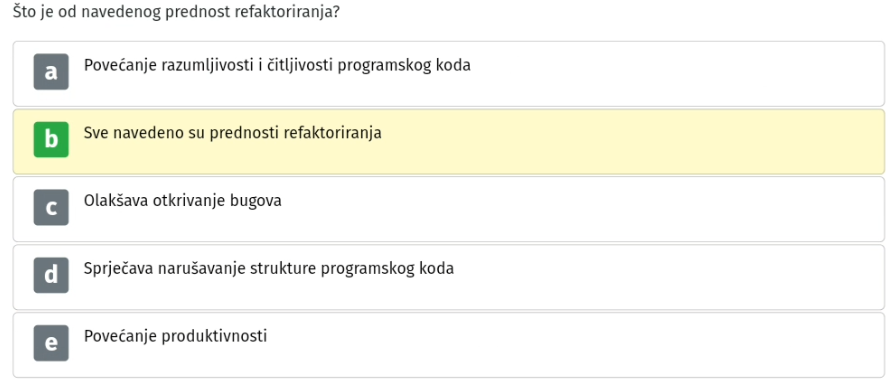 Što je od navedenog prednost refaktoriranja?
a Povećanje razumljivosti i čitljivosti programskog koda
b Sve navedeno su prednosti refaktoriranja
c Olakšava otkrivanje bugova
d Sprječava narušavanje strukture programskog koda
e Povećanje produktivnosti